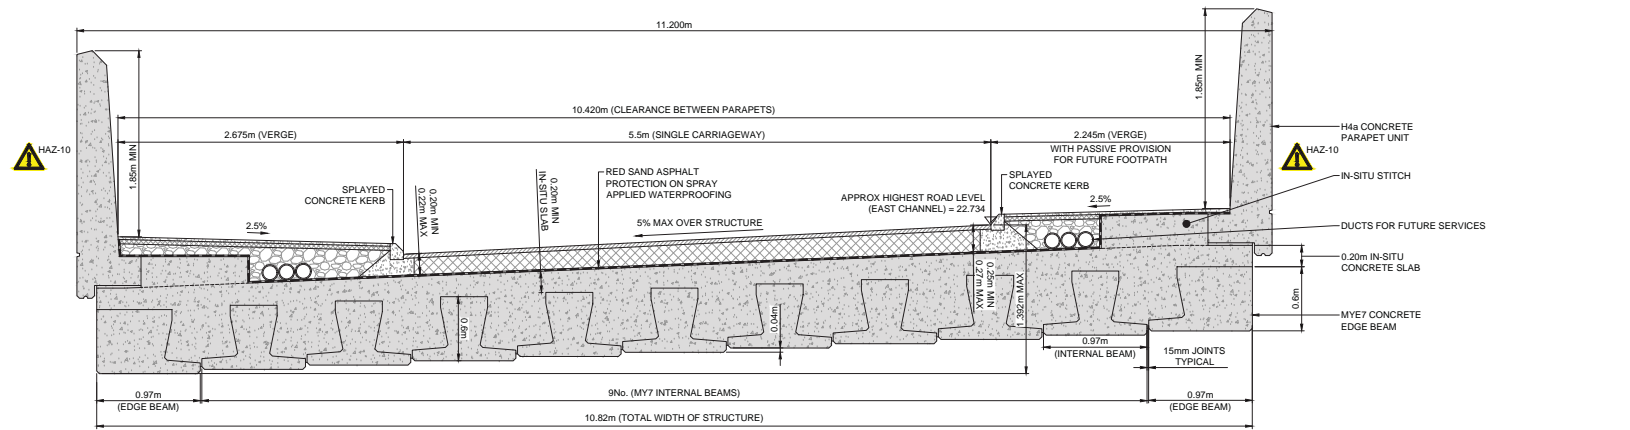 11.200m
1.85m MIN
10.420m (CLEARANCE BETWEEN PARAPETS)
2.675m (VERGE)
5.5m (SINGLE CARRIAGEWAY)
2.245m (VERGE)
WITH PASSIVE PROVISION
FOR FUTURE FOOTPATH
H4a CONCRETE
PARAPET UNIT
HAZ-10
HAZ-10
1.85m MIN
SPLAYED
CONCRETE KERB
0.20m MIN
0.22m MAX
0.20m MIN
IN-SITU SLAB
RED SAND ASPHALT
PROTECTION ON SPRAY
APPLIED WATERPROOFING
5% MAX OVER STRUCTURE
APPROX HIGHEST ROAD LEVEL
(EAST CHANNEL) = 22.734
SPLAYED
CONCRETE KERB
IN-SITU STITCH
2.5%
2.5%
DUCTS FOR FUTURE SERVICES
0.20m IN-SITU
CONCRETE SLAB
0.25m MIN
0.27m MAX
1.392m MAX
0.6m
0.6m
0.04m
MYE7 CONCRETE
EDGE BEAM
0.97m
(INTERNAL BEAM)
15mm JOINTS
TYPICAL
0.97m
(EDGE BEAM)
9No. (MY7 INTERNAL BEAMS)
0.97m
(EDGE BEAM)
10.82m (TOTAL WIDTH OF STRUCTURE)